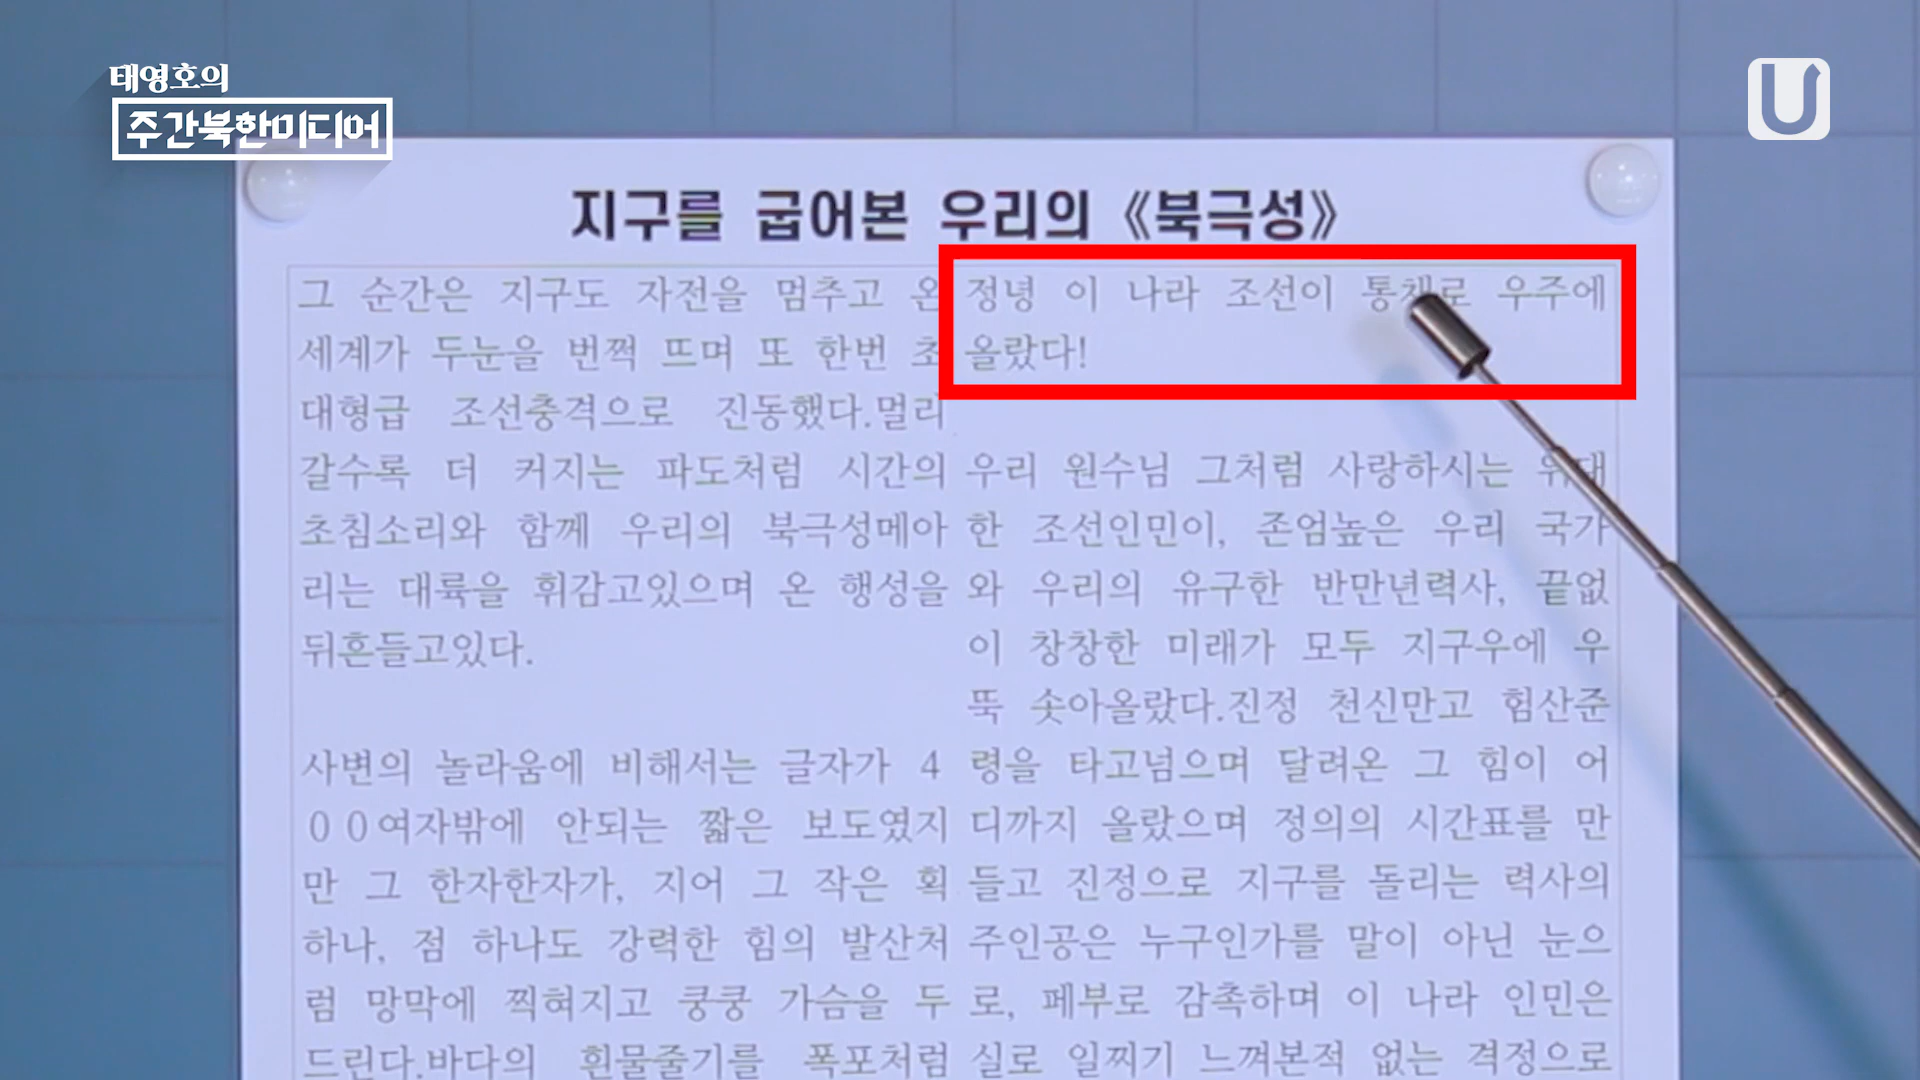 태영호의
주간북한미디어
U
지구를 굽어본 우리의 《북극성》
그 순간은 지구도 자전을 멈추고 온
세계가 두눈을 번쩍 뜨며 또 한번 초
대형급 조선충격으로 진동했다.멀리
갈수록 더 커지는 파도처럼 시간의
초침소리와 함께 우리의 북극성메아
리는 대륙을 휘감고있으며 온 행성을
뒤흔들고있다.
사변의 놀라움에 비해서는 글자가 4
00여자밖에 안되는 짧은 보도였지
만 그 한자한자가, 지어 그 작은 획
하나, 점 하나도 강력한 힘의 발산처
럼 망막에 찍혀지고 쿵쿵 가슴을 두
드린다.바다의 흰물줄기를 폭포처럼
정녕 이 나라 조선이 통채로 우주에
올랐다!
우리 원수님 그처럼 사랑하시는 위대
한 조선인민이, 존엄높은 우리 국가
와 우리의 유구한 반만년력사, 끝없
이 창창한 미래가 모두 지구우에 우
뚝 솟아올랐다.진정 천신만고 험산준
령을 타고넘으며 달려온 그 힘이 어
디까지 올랐으며 정의의 시간표를 만
들고 진정으로 지구를 돌리는 력사의
주인공은 누구인가를 말이 아닌 눈으
로, 페부로 감촉하며 이 나라 인민은
실로 일찌기 느껴본적 없는 격정으로